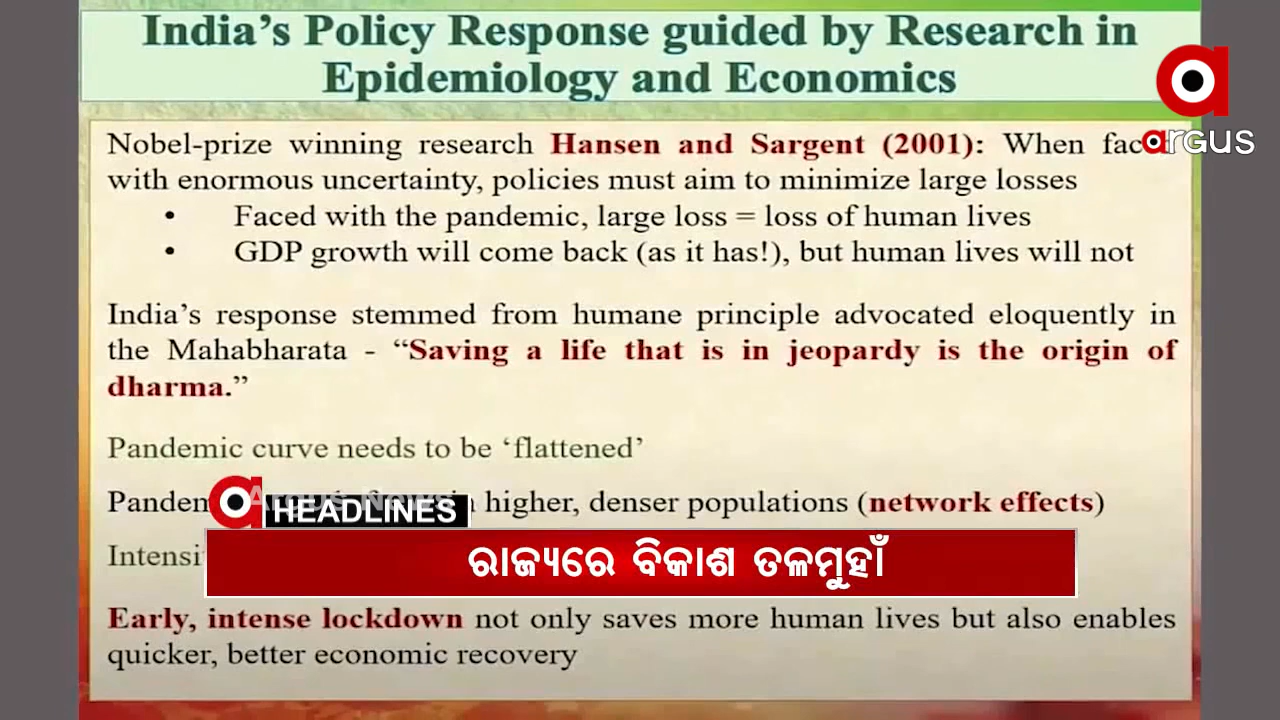 India's Policy Response guided by Research in
Epidemiology and Economics
argus
Nobel-prize winning research Hansen and Sargent (2001): When
with enormous uncertainty, policies must aim to minimize large losses
• Faced with the pandemic, large loss = loss of human lives
• GDP growth will come back (as it has!), but human lives will not
India's response stemmed from humane principle advocated eloquently in
the Mahabharata - "Saving a life that is in jeopardy is the origin of
dharma."
Pandemic curve needs to be 'flattened'
higher, denser populations (network effects)
Argus News
HEADLINES
ରାଜ୍ୟରେ ବିକାଶ ତଳମୁହାଁ
Early, intense lockdown not only saves more human lives but also enables
quicker, better economic recovery